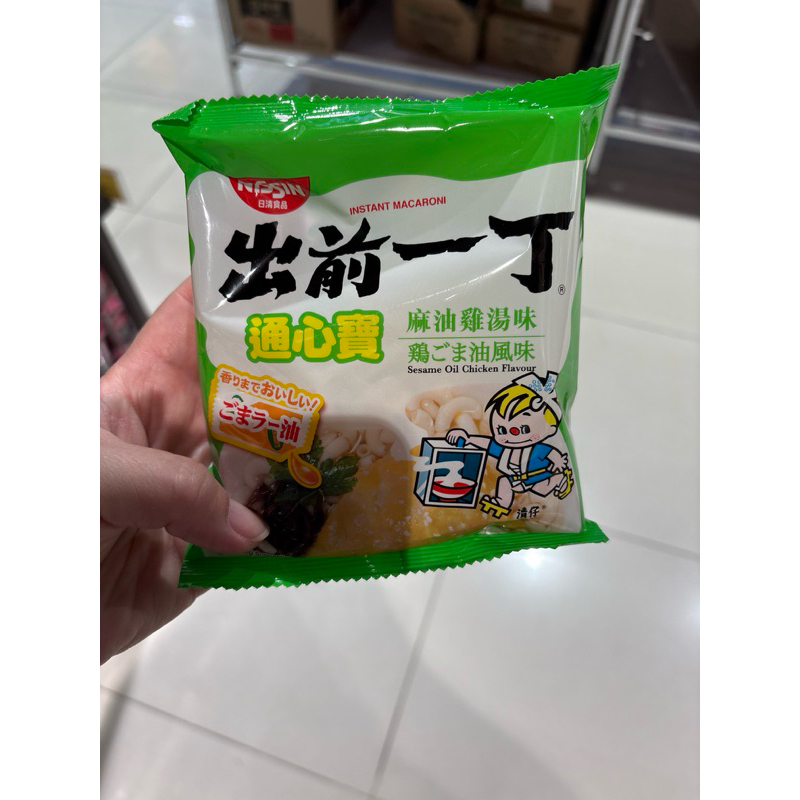 NISSIN
日清食品
INSTANT MACARONI
出前一丁®
通心寶
麻油雞湯味
鶏ごま油風味
Sesame Oil Chicken Flavour
香りまでおいしい!
ごまラー油
清仔